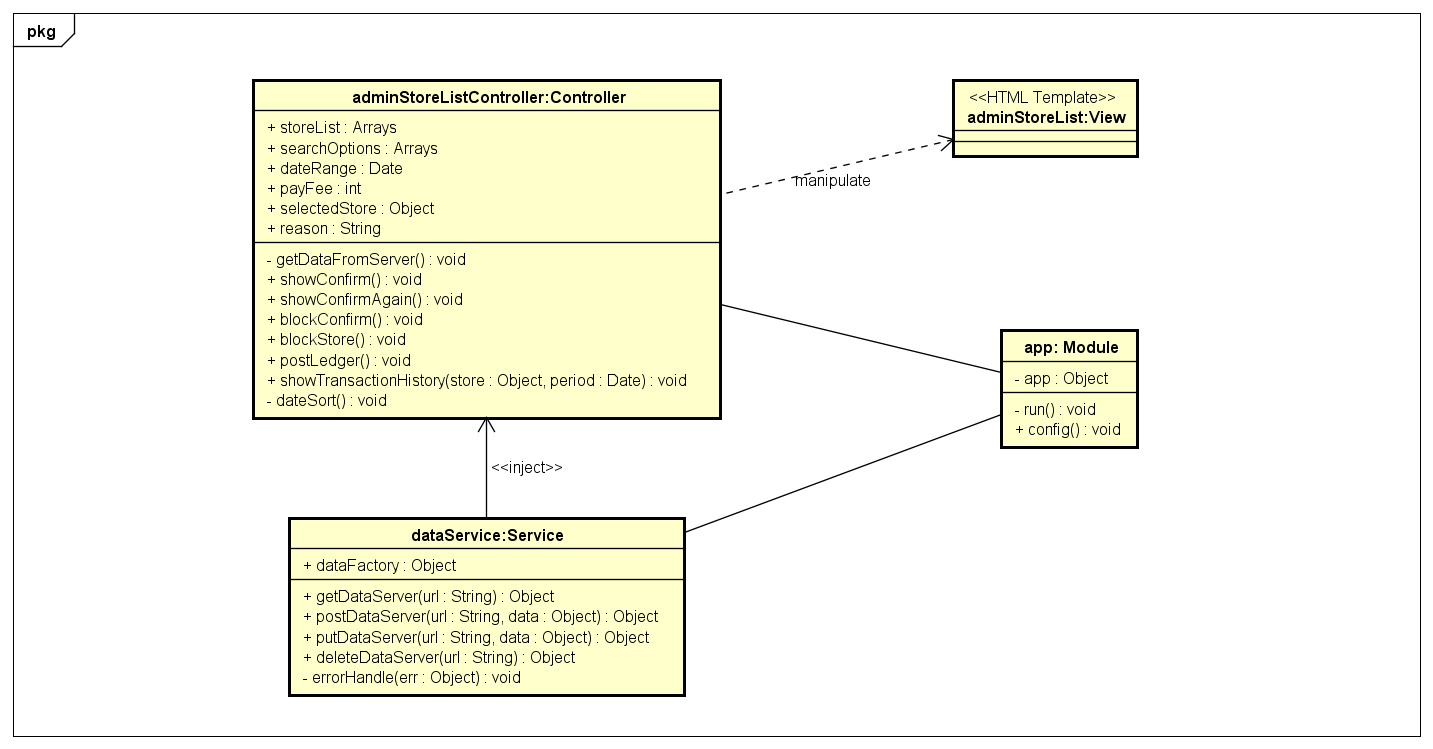 pkg
adminStoreListController:Controller
+ storeList : Arrays
+ searchOptions : Arrays
+ dateRange : Date
+ payFee : int
+ selectedStore : Object
+ reason : String
- getDataFromServer() : void
+ showConfirm() : void
+ showConfirmAgain() : void
+ blockConfirm() : void
+ blockStore() : void
+ postLedger() : void
+ showTransactionHistory(store : Object, period : Date) : void
- dateSort() : void
<<HTML Template>>
adminStoreList:View
manipulate
app: Module
- app : Object
- run() : void
+ config() : void
<<inject>>
dataService:Service
+ dataFactory : Object
+ getDataServer(url : String) : Object
+ postDataServer(url : String, data : Object) : Object
+ putDataServer(url : String, data : Object) : Object
+ deleteDataServer(url : String) : Object
- errorHandle(err : Object) : void